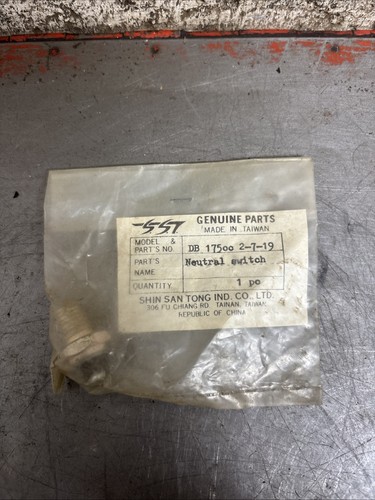 SST
GENUINE PARTS
MADE IN TAIWAN
MODEL &
PART'S NO.
DB 17500 2-7-19
PART'S
NAME
Neutral switch
QUANTITY
1 pc
SHIN SAN TONG IND. CO., LTD.
306 FU CHIANG RD. TAINAN, TAIWAN,
REPUBLIC OF CHINA